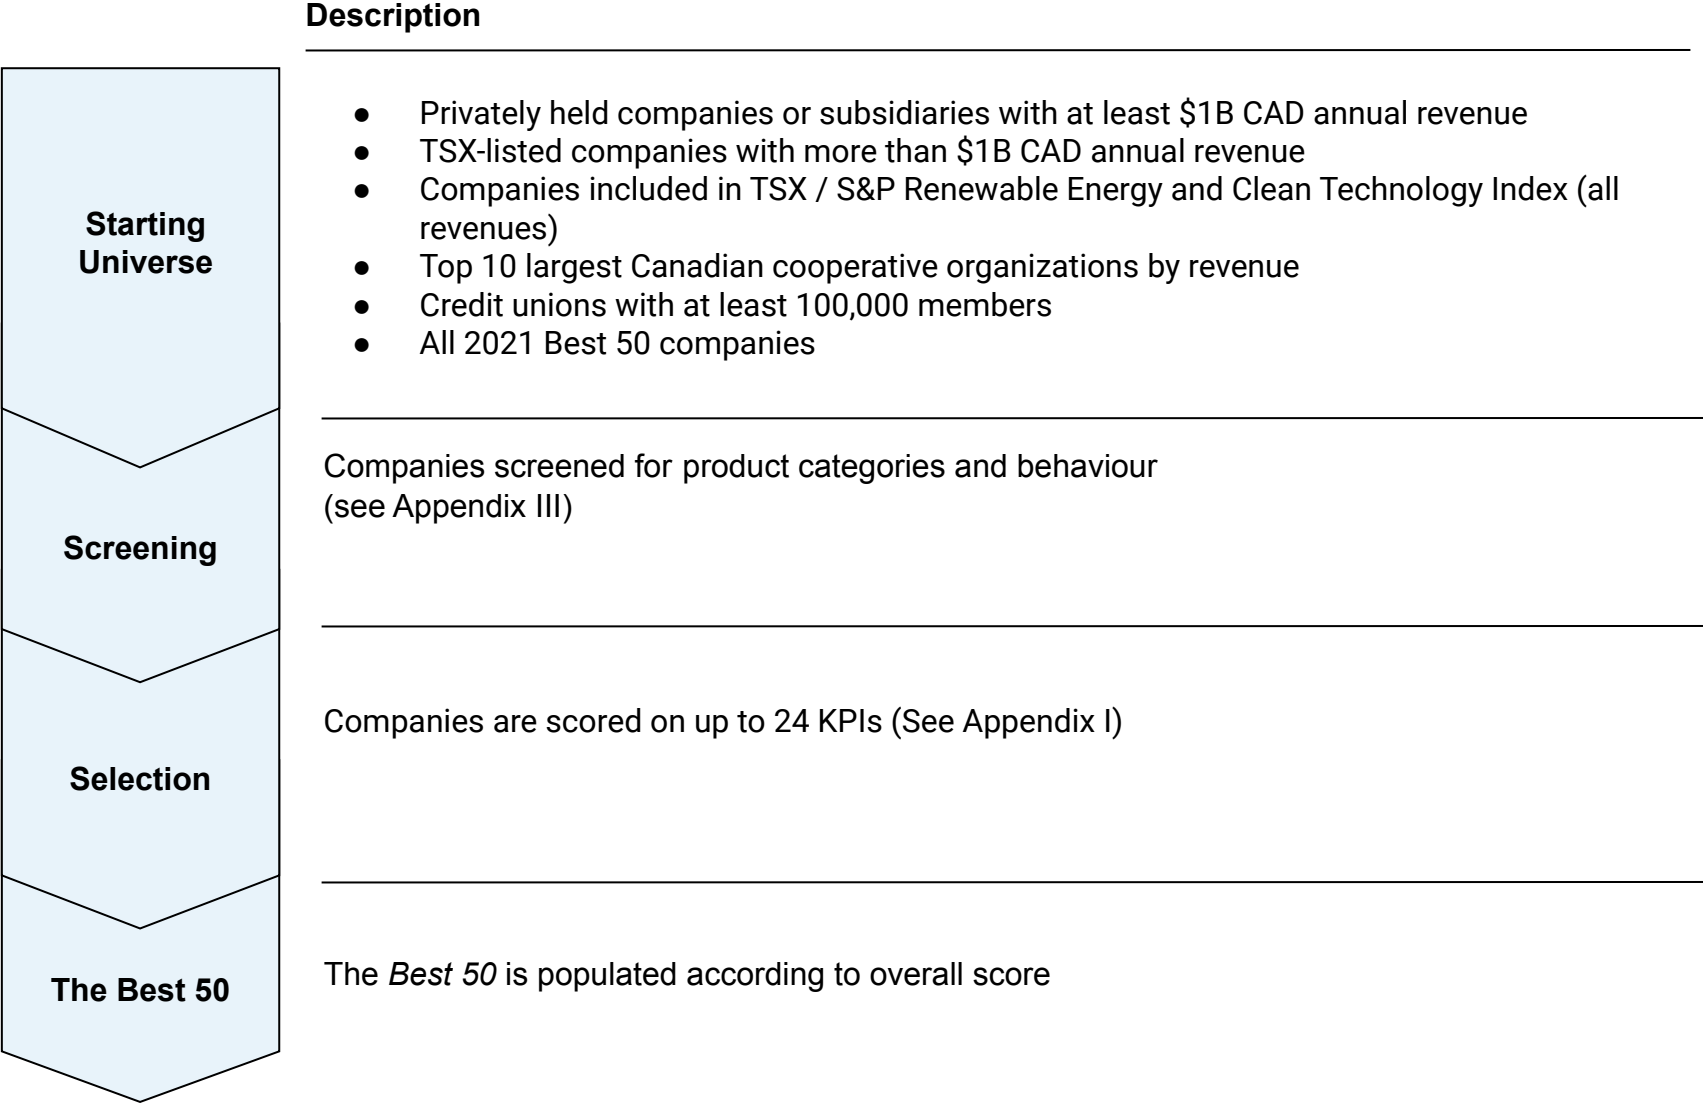 Description
Starting
Universe
● Privately held companies or subsidiaries with at least $1B CAD annual revenue
● TSX-listed companies with more than $1B CAD annual revenue
● Companies included in TSX / S&P Renewable Energy and Clean Technology Index (all
revenues)
● Top 10 largest Canadian cooperative organizations by revenue
● Credit unions with at least 100,000 members
● All 2021 Best 50 companies
Screening
Companies screened for product categories and behaviour
(see Appendix III)
Selection
Companies are scored on up to 24 KPIs (See Appendix I)
The Best 50
The Best 50 is populated according to overall score